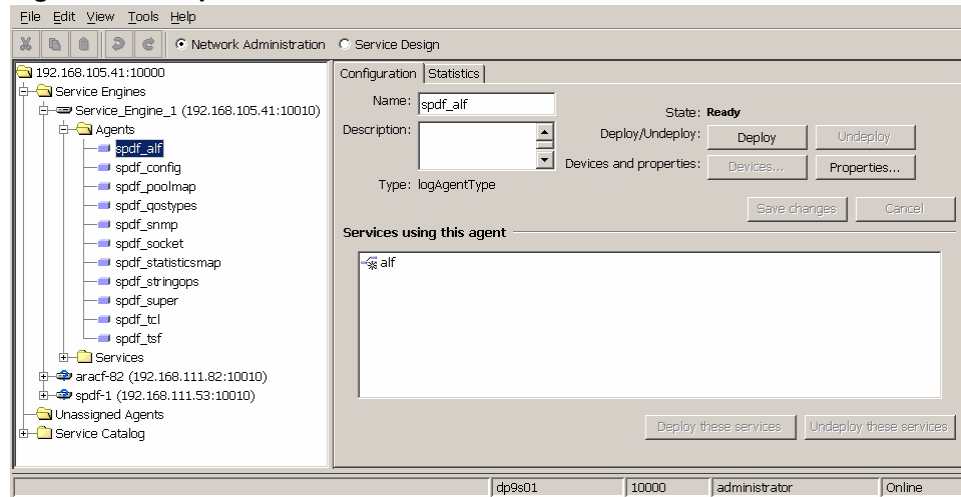 File Edit View Tools Help
Network Administration Service Design
192.168.105.41:10000
Service Engines
Service_Engine_1 (192.168.105.41:10010)
Agents
spdf_alf
spdf_config
spdf_poolmap
spdf_qostypes
spdf_snmp
spdf_socket
spdf_statisticsmap
spdf_stringops
spdf_super
spdf_tcl
spdf_tsf
Services
aracf-82 (192.168.111.82:10010)
spdf-1 (192.168.111.53:10010)
Unassigned Agents
Service Catalog
Configuration Statistics
Name: spdf_alf
Description:
Type: logAgentType
State: Ready
Deploy/Undeploy: Deploy Undeploy
Devices and properties: Devices... Properties...
Save changes Cancel
Services using this agent
alf
Deploy these services Undeploy these services
dp9s01 10000 administrator Online